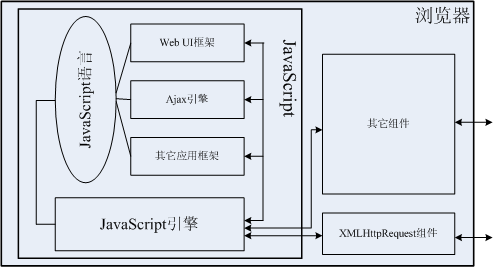 浏览器
JavaScript
JavaScript语言
Web UI框架
Ajax引擎
其它应用框架
JavaScript引擎
其它组件
XMLHttpRequest组件